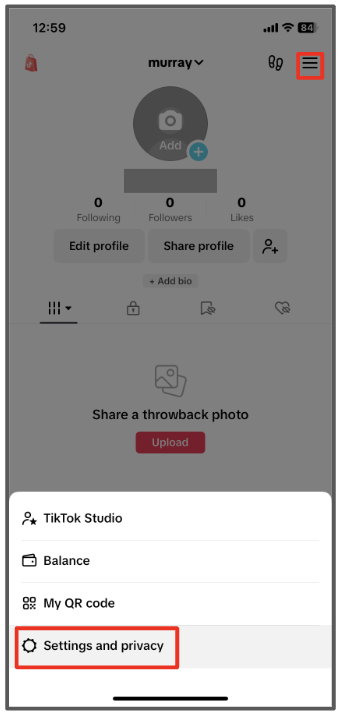 12:59
84
murray
Add
0 0 0
Following Followers Likes
Edit profile Share profile
+ Add bio
Share a throwback photo
Upload
TikTok Studio
Balance
My QR code
Settings and privacy